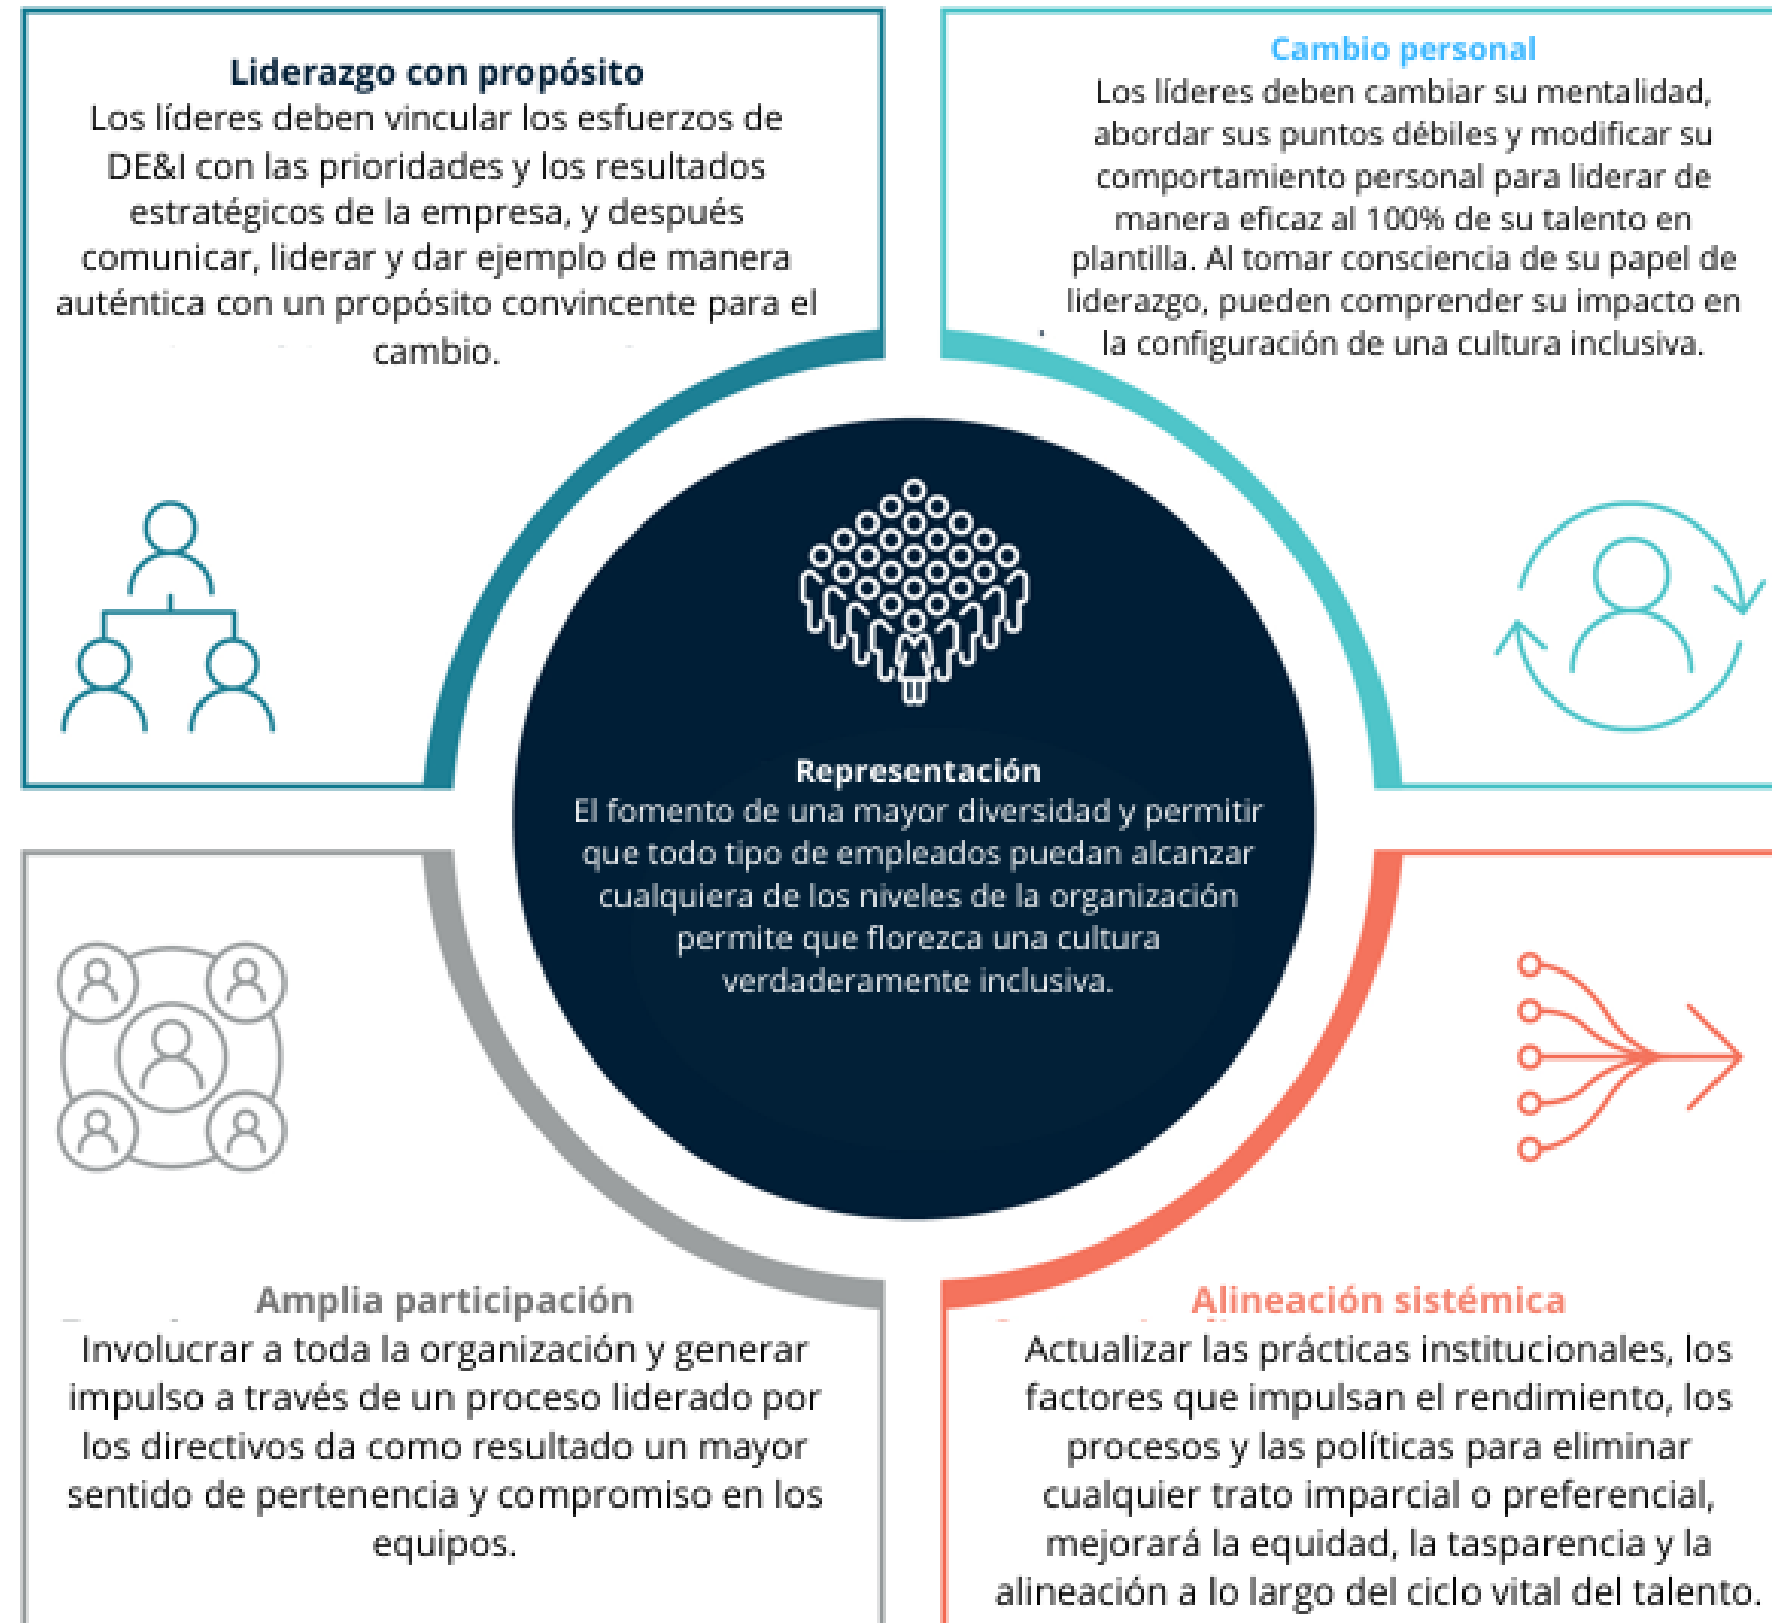 Liderazgo con propósito
Los líderes deben vincular los esfuerzos de
DE&I con las prioridades y los resultados
estratégicos de la empresa, y después
comunicar, liderar y dar ejemplo de manera
auténtica con un propósito convincente para el
cambio.
Cambio personal
Los líderes deben cambiar su mentalidad,
abordar sus puntos débiles y modificar su
comportamiento personal para liderar de
manera eficaz al 100% de su talento en
plantilla. Al tomar consciencia de su papel de
liderazgo, pueden comprender su impacto en
la configuración de una cultura inclusiva.
Representación
El fomento de una mayor diversidad y permitir
que todo tipo de empleados puedan alcanzar
cualquiera de los niveles de la organización
permite que florezca una cultura
verdaderamente inclusiva.
Amplia participación
Involucrar a toda la organización y generar
impulso a través de un proceso liderado por
los directivos da como resultado un mayor
sentido de pertenencia y compromiso en los
equipos.
Alineación sistémica
Actualizar las prácticas institucionales, los
factores que impulsan el rendimiento, los
procesos y las políticas para eliminar
cualquier trato imparcial o preferencial,
mejorará la equidad, la tasparencia y la
alineación a lo largo del ciclo vital del talento.